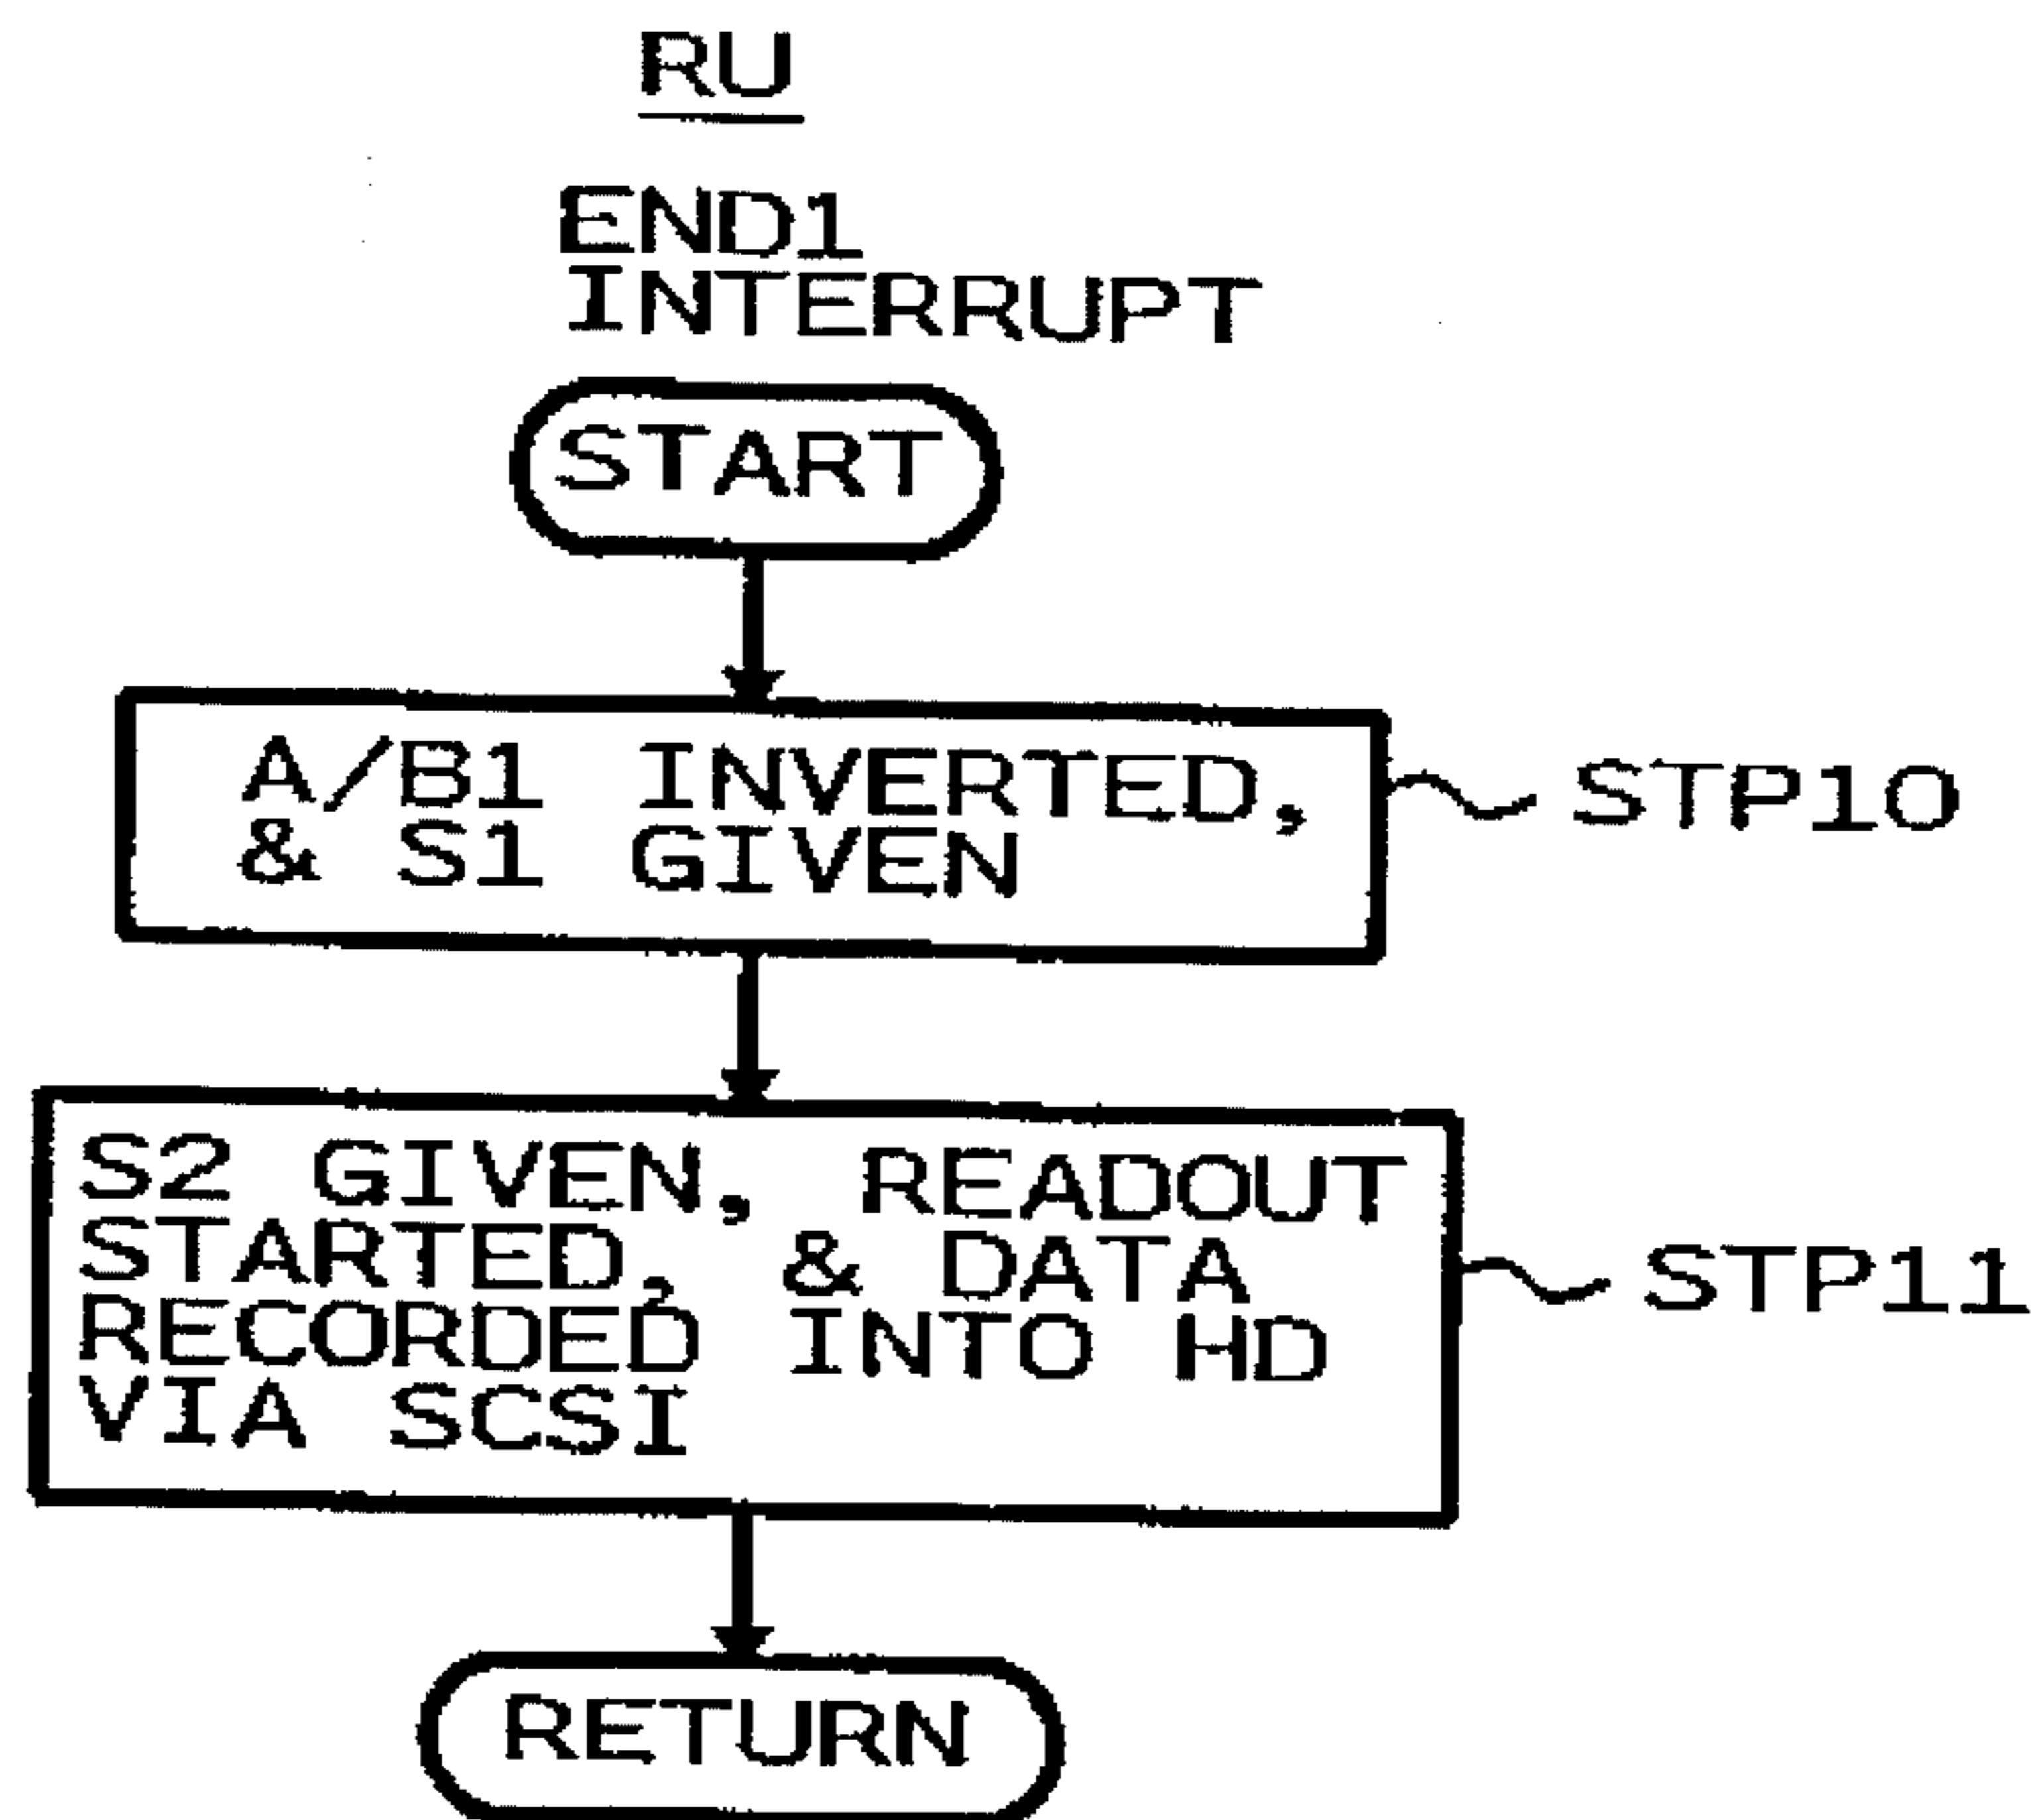 RU
END1
INTERRUPT
START
A/B1 INVERTED,
& S1 GIVEN
STP10
S2 GIVEN, READOUT
STARTED, & DATA
RECORDED INTO HD
VIA SCSI
STP11
RETURN